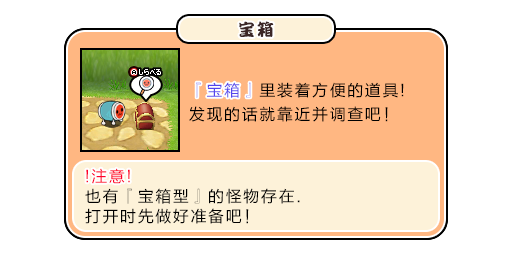 宝箱
しらべる
『宝箱』里装着方便的道具!
发现的话就靠近并调查吧!
!注意!
也有『宝箱型』的怪物存在.
打开时先做好准备吧!